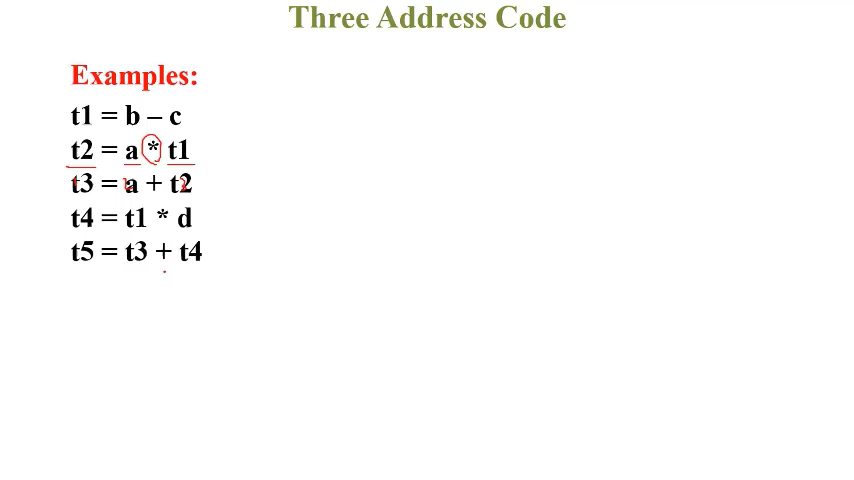 Three Address Code
Examples:
t1 = b – c
t2 = a * t1
t3 = a + t2
t4 = t1 * d
t5 = t3 + t4